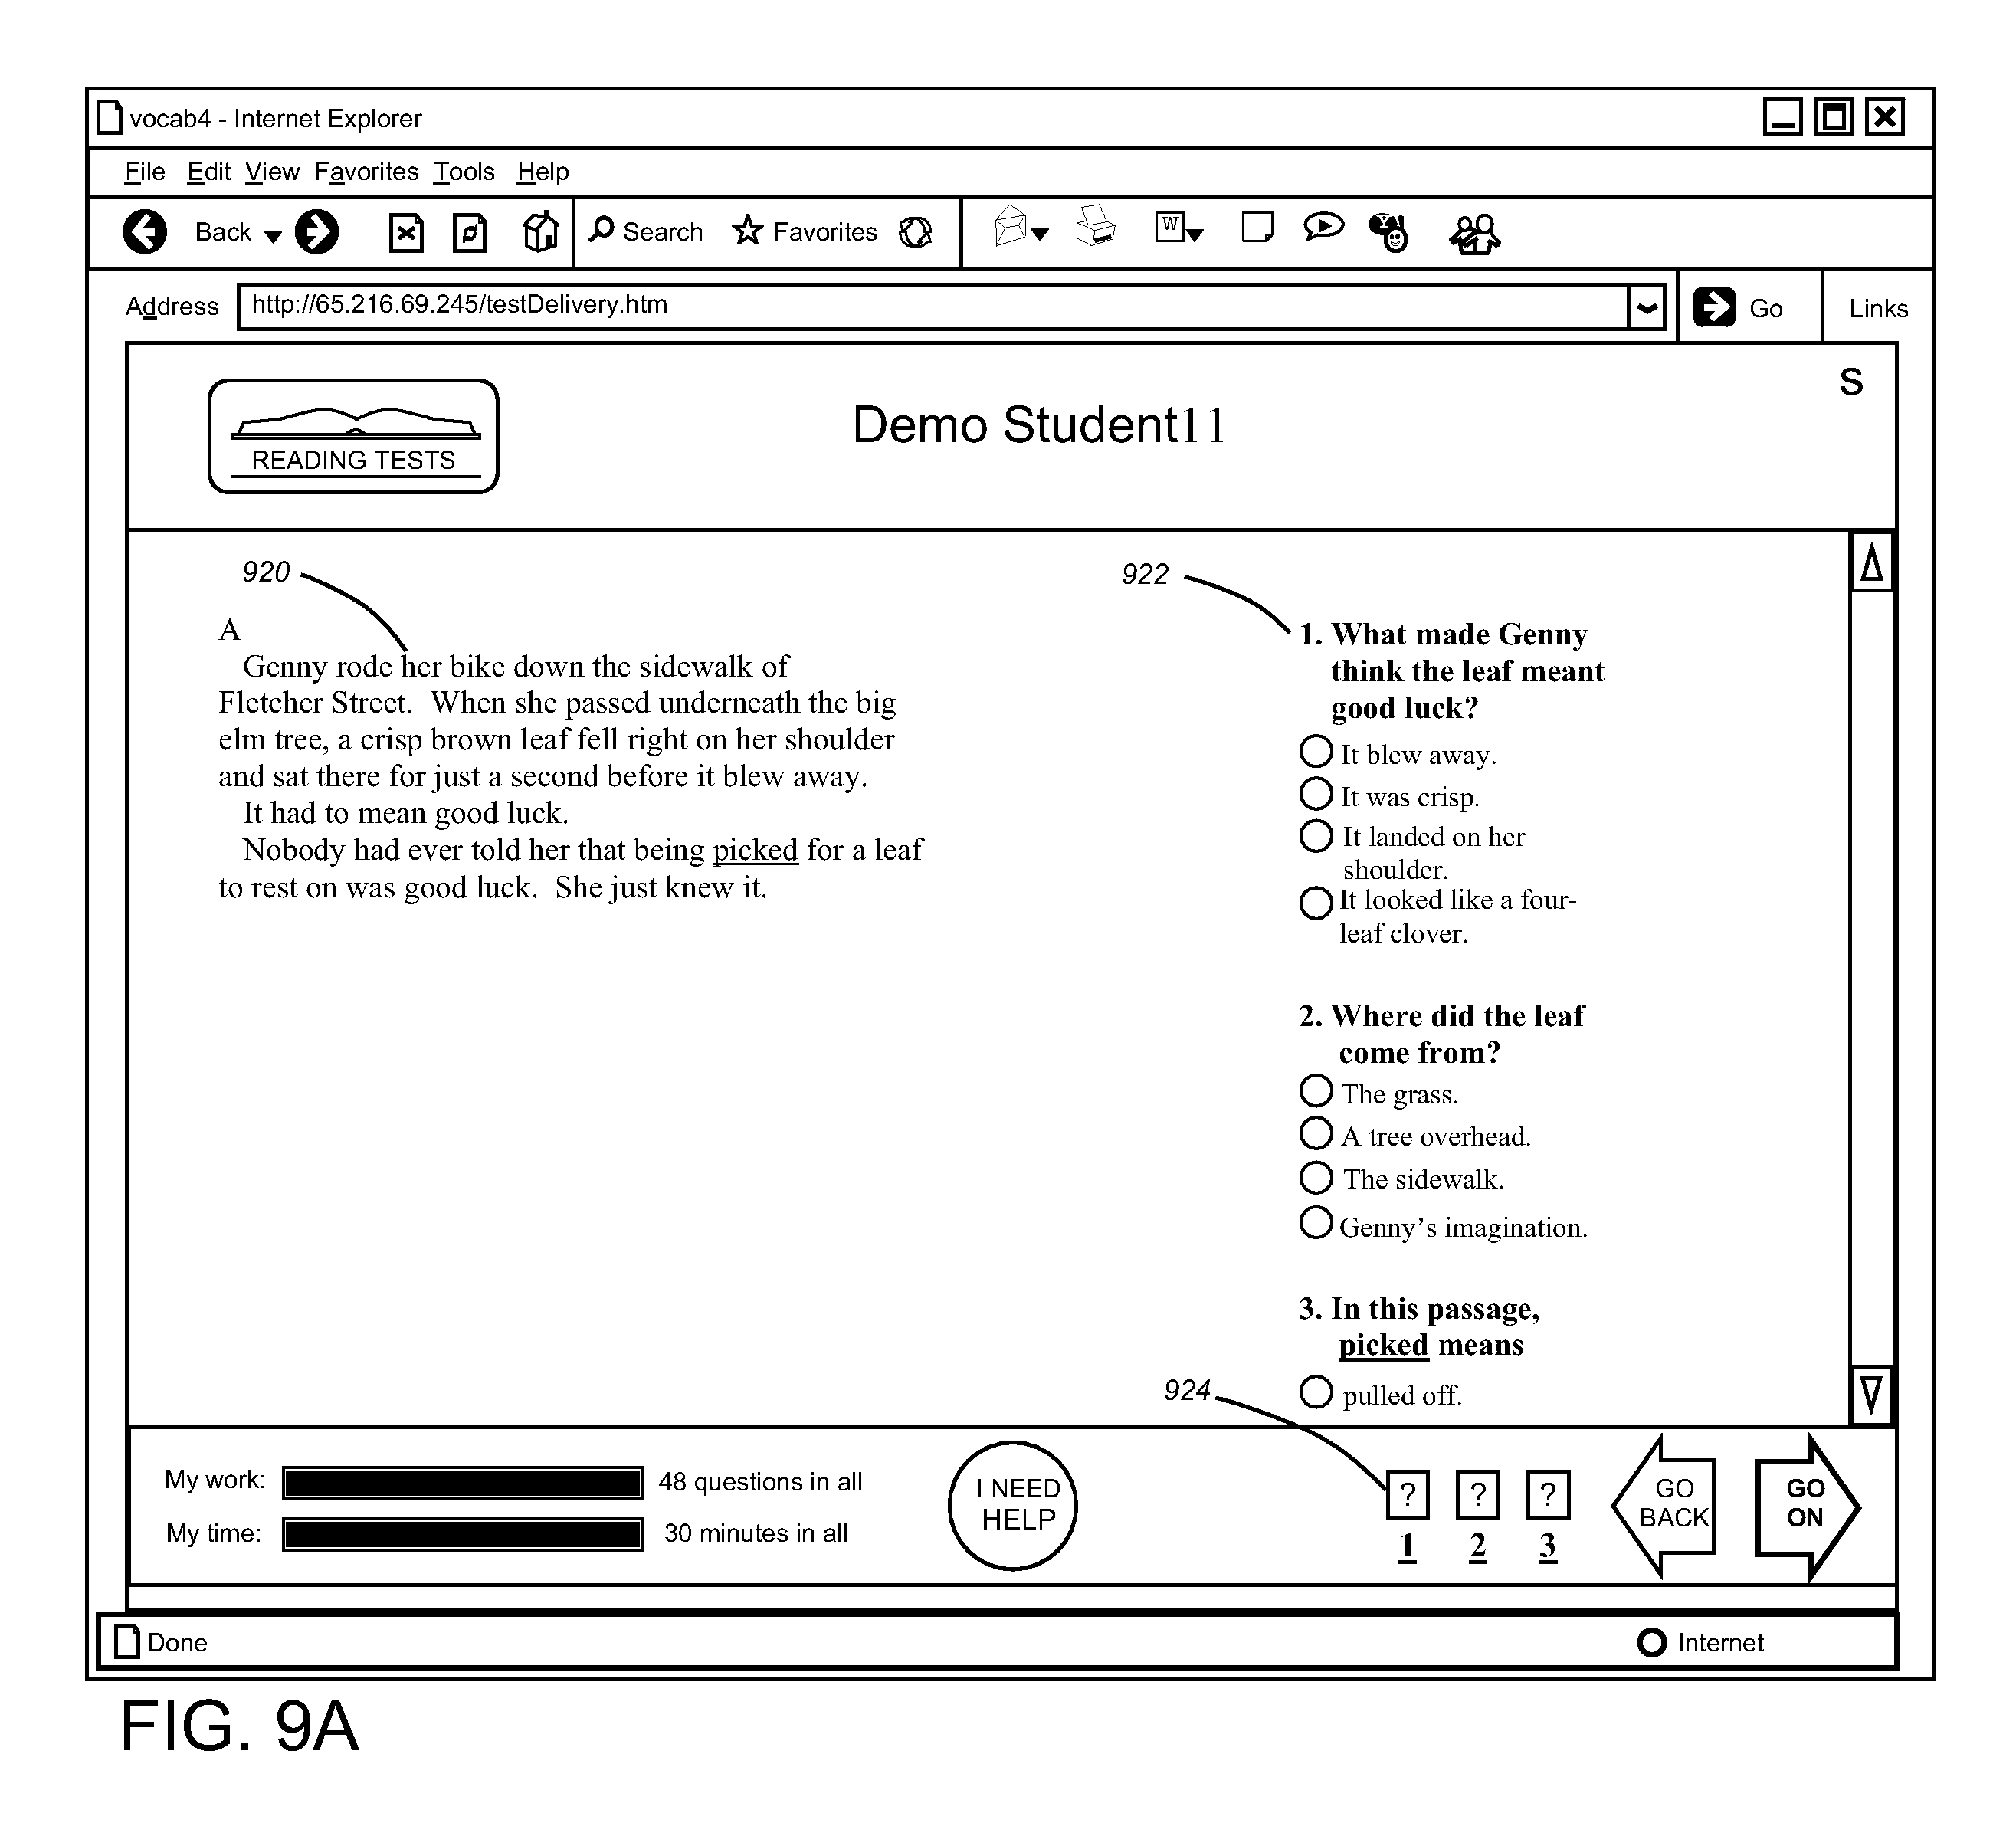 vocab4 - Internet Explorer
File Edit View Favorites Tools Help
Back Search Favorites W
Address http://65.216.69.245/testDelivery.htm Go Links
S
READING TESTS
Demo Student11
920
A
Genny rode her bike down the sidewalk of
Fletcher Street. When she passed underneath the big
elm tree, a crisp brown leaf fell right on her shoulder
and sat there for just a second before it blew away.
It had to mean good luck.
Nobody had ever told her that being picked for a leaf
to rest on was good luck. She just knew it.
922
1. What made Genny
think the leaf meant
good luck?
It blew away.
It was crisp.
It landed on her
shoulder.
It looked like a four-
leaf clover.
2. Where did the leaf
come from?
The grass.
A tree overhead.
The sidewalk.
Genny’s imagination.
3. In this passage,
picked means
pulled off.
924
My work: 48 questions in all
My time: 30 minutes in all
I NEED
HELP
? ? ?
1 2 3
GO
BACK
GO
ON
Done Internet
FIG. 9A